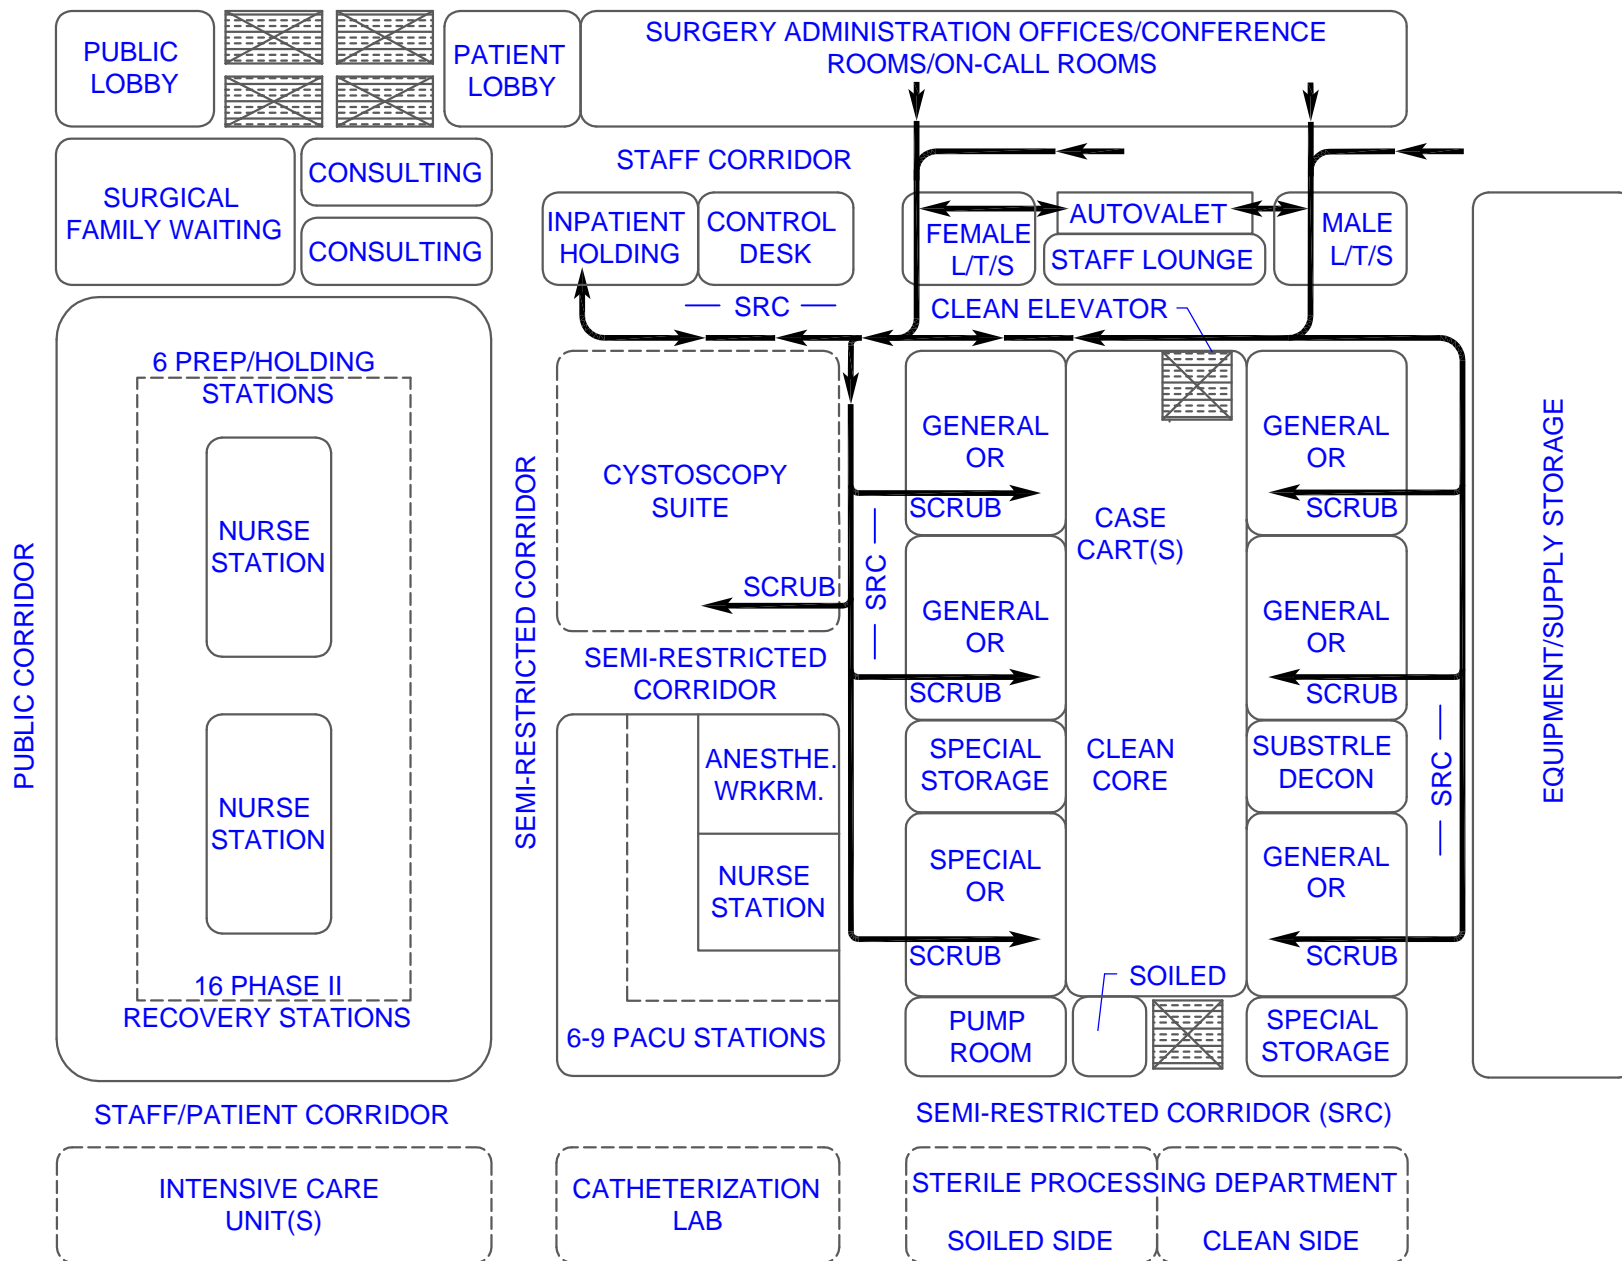 PUBLIC
LOBBY
PATIENT
LOBBY
SURGERY ADMINISTRATION OFFICES/CONFERENCE
ROOMS/ON-CALL ROOMS
SURGICAL
FAMILY WAITING
CONSULTING
CONSULTING
STAFF CORRIDOR
INPATIENT
HOLDING
CONTROL
DESK
FEMALE
L/T/S
AUTOVALET
STAFF LOUNGE
MALE
L/T/S
SRC
CLEAN ELEVATOR
PUBLIC CORRIDOR
6 PREP/HOLDING
STATIONS
NURSE
STATION
NURSE
STATION
16 PHASE II
RECOVERY STATIONS
SEMI-RESTRICTED CORRIDOR
CYSTOSCOPY
SUITE
SCRUB
SEMI-RESTRICTED
CORRIDOR
ANESTHE.
WRKRM.
NURSE
STATION
6-9 PACU STATIONS
SRC
GENERAL
OR
SCRUB
GENERAL
OR
SCRUB
SPECIAL
STORAGE
SPECIAL
OR
SCRUB
PUMP
ROOM
CASE
CART(S)
CLEAN
CORE
SOILED
GENERAL
OR
SCRUB
GENERAL
OR
SCRUB
SUBSTRLE
DECON
GENERAL
OR
SCRUB
SPECIAL
STORAGE
SRC
EQUIPMENT/SUPPLY STORAGE
STAFF/PATIENT CORRIDOR
SEMI-RESTRICTED CORRIDOR (SRC)
INTENSIVE CARE
UNIT(S)
CATHETERIZATION
LAB
STERILE PROCESSING DEPARTMENT
SOILED SIDE
CLEAN SIDE